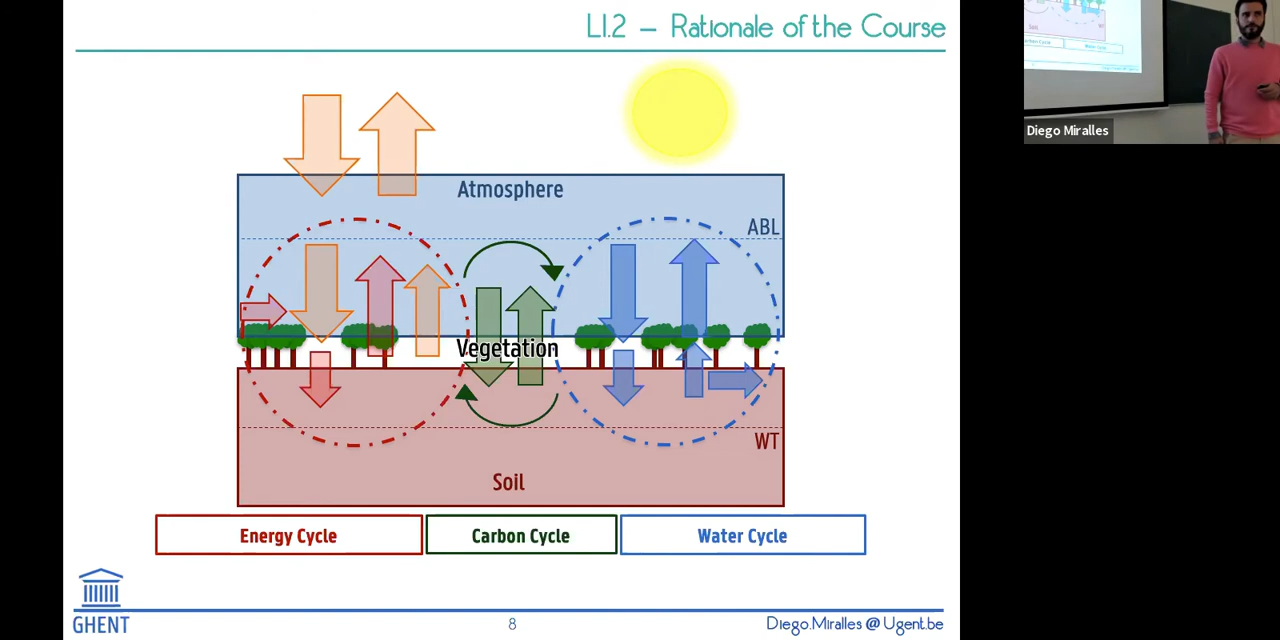 L1.2 – Rationale of the Course
Atmosphere
ABL
Vegetation
WT
Soil
Energy Cycle
Carbon Cycle
Water Cycle
GHENT
8
Diego.Miralles @ Ugent.be
Diego Miralles